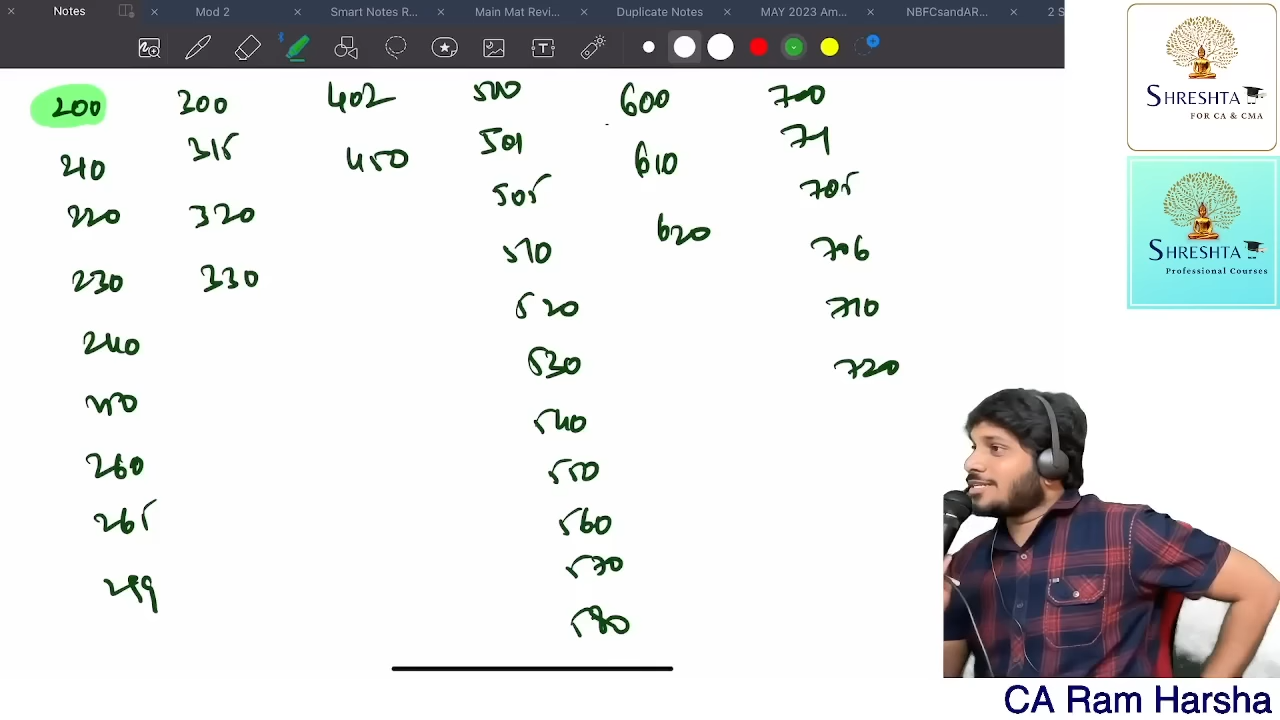 Notes
Mod 2
Smart Notes R...
Main Mat Revi...
Duplicate Notes
MAY 2023 Am...
NBFCsandAR...
2 S
T
200 300 402 500 600 700
210 315 450 501 610 71
220 320 505 620 705
230 330 510 706
240 520 710
250 530 720
260 540
265 550
299 560
570
580
SHRESHTA
FOR CA & CMA
SHRESHTA
Professional Courses
CA Ram Harsha